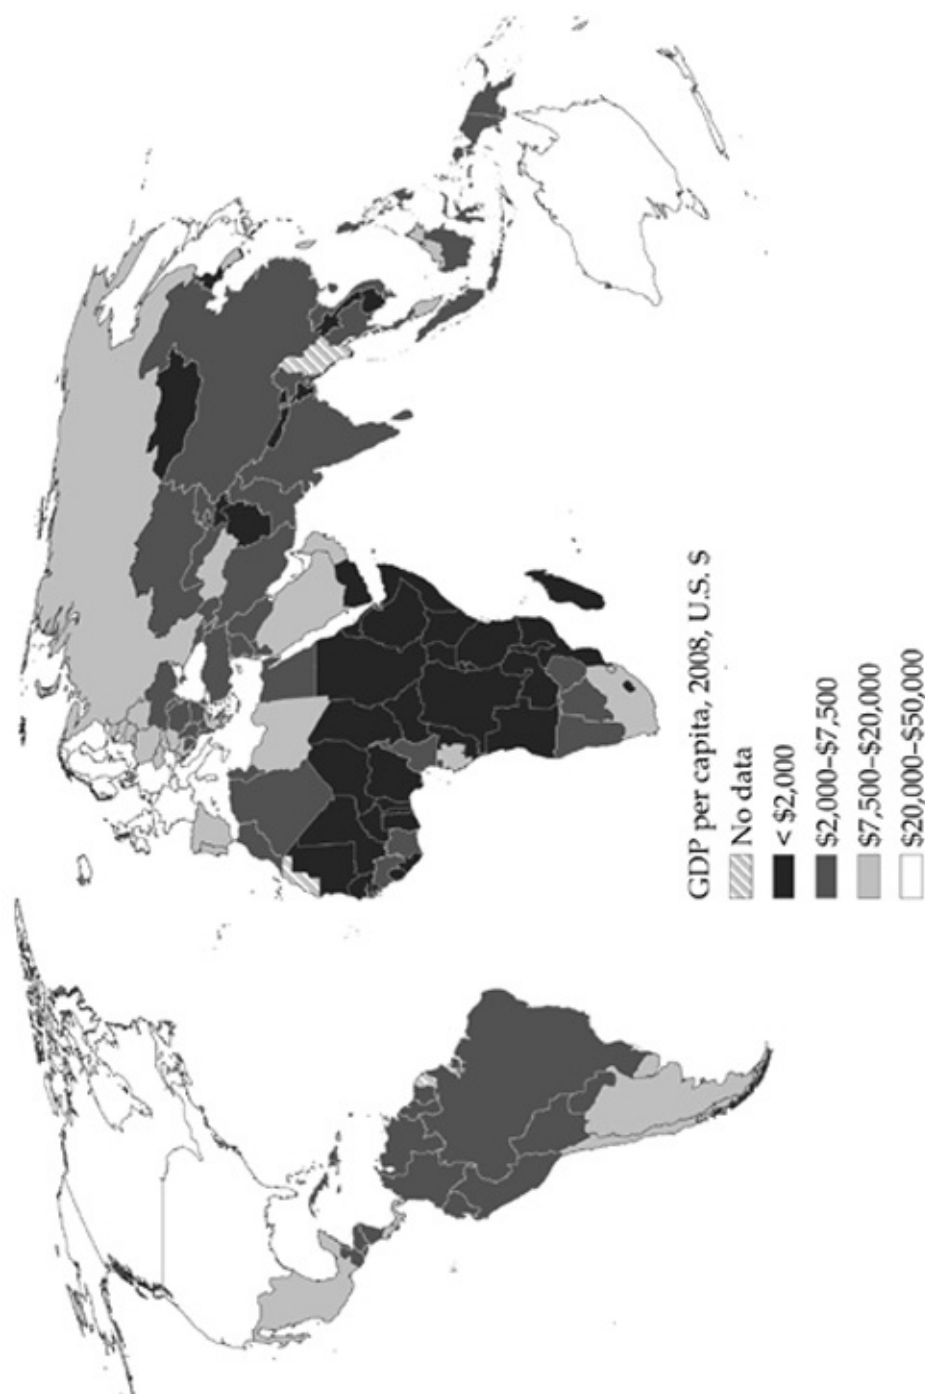 GDP per capita, 2008, U.S. $
No data
< $2,000
$2,000–$7,500
$7,500–$20,000
$20,000–$50,000